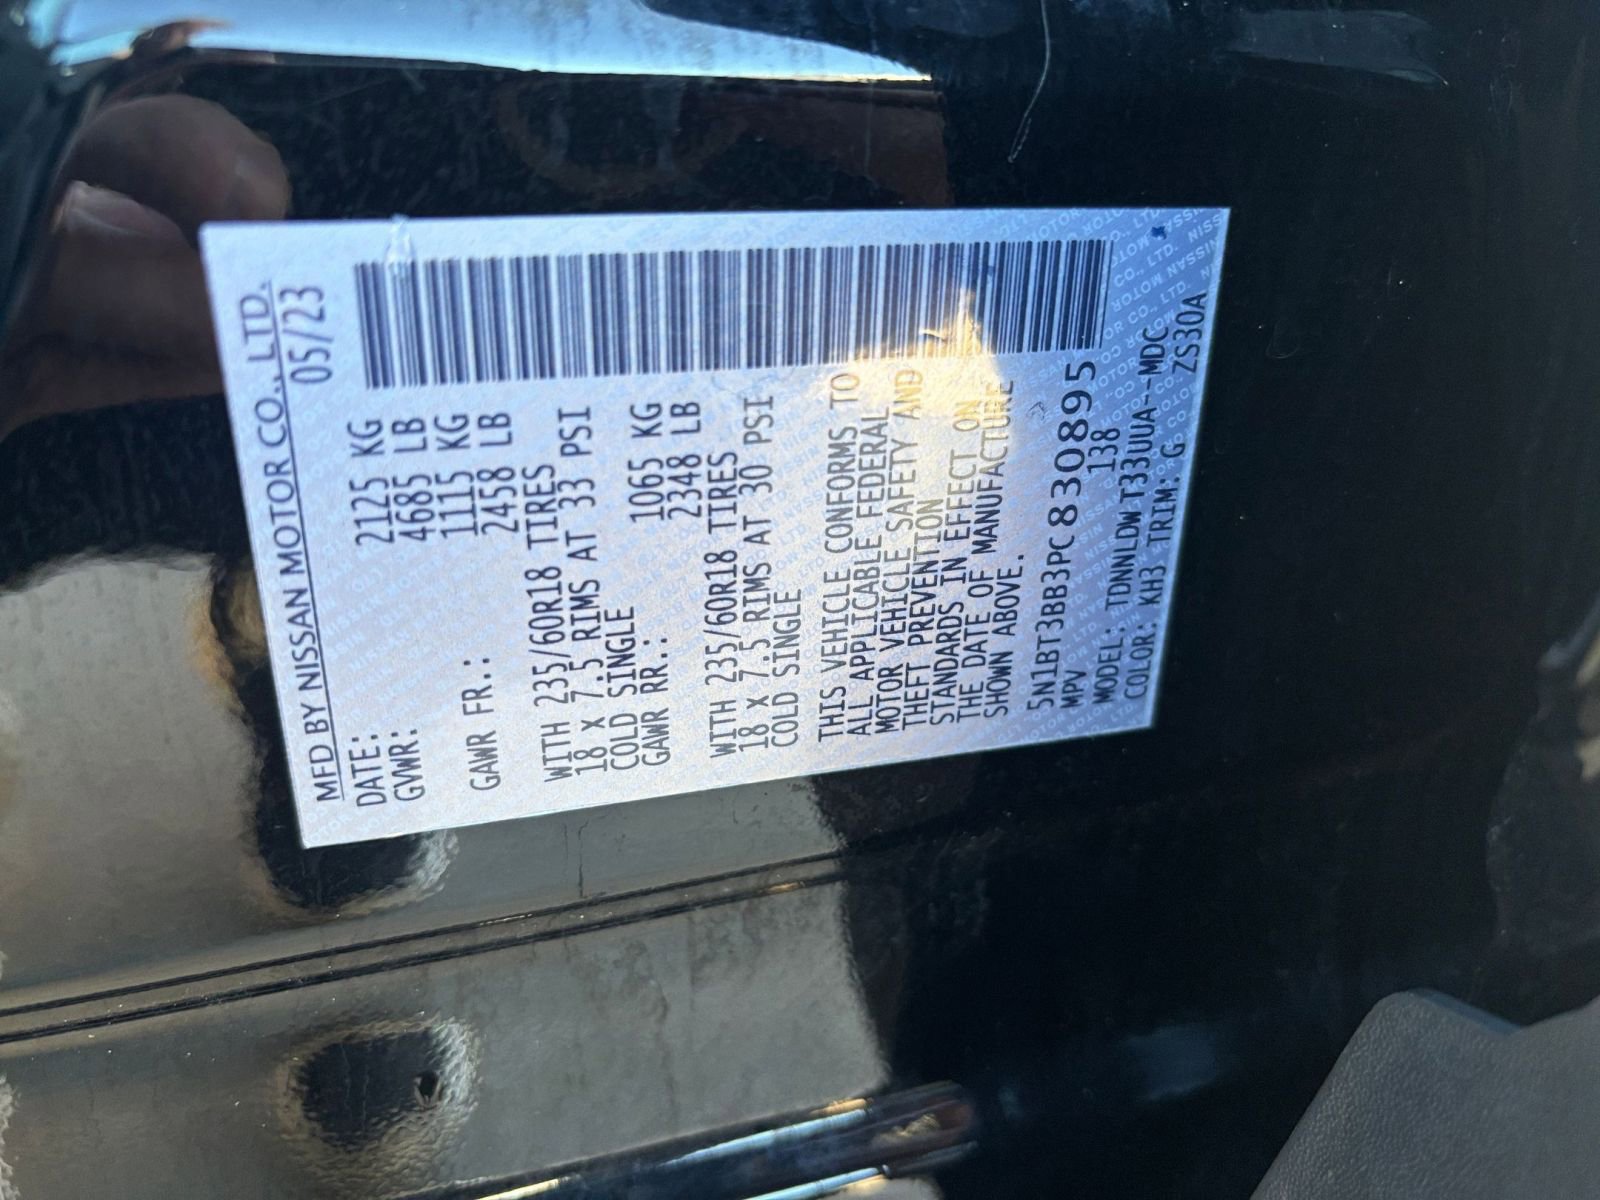 MFD BY NISSAN MOTOR CO., LTD.
DATE: 05/23
GVWR: 2125 KG
4685 LB
GAWR FR.: 1115 KG
2458 LB
WITH 235/60R18 TIRES
18 x 7.5 RIMS AT 33 PSI
COLD SINGLE
GAWR RR.: 1065 KG
2348 LB
WITH 235/60R18 TIRES
18 x 7.5 RIMS AT 30 PSI
COLD SINGLE
THIS VEHICLE CONFORMS TO
ALL APPLICABLE FEDERAL
MOTOR VEHICLE SAFETY AND
THEFT PREVENTION
STANDARDS IN EFFECT ON
THE DATE OF MANUFACTURE
SHOWN ABOVE.
5N1BT3BB3PC830895
MPV 138
MODEL: TDNNLDWT33UUA--MDC
COLOR: KH3 TRIM:G ZS30A